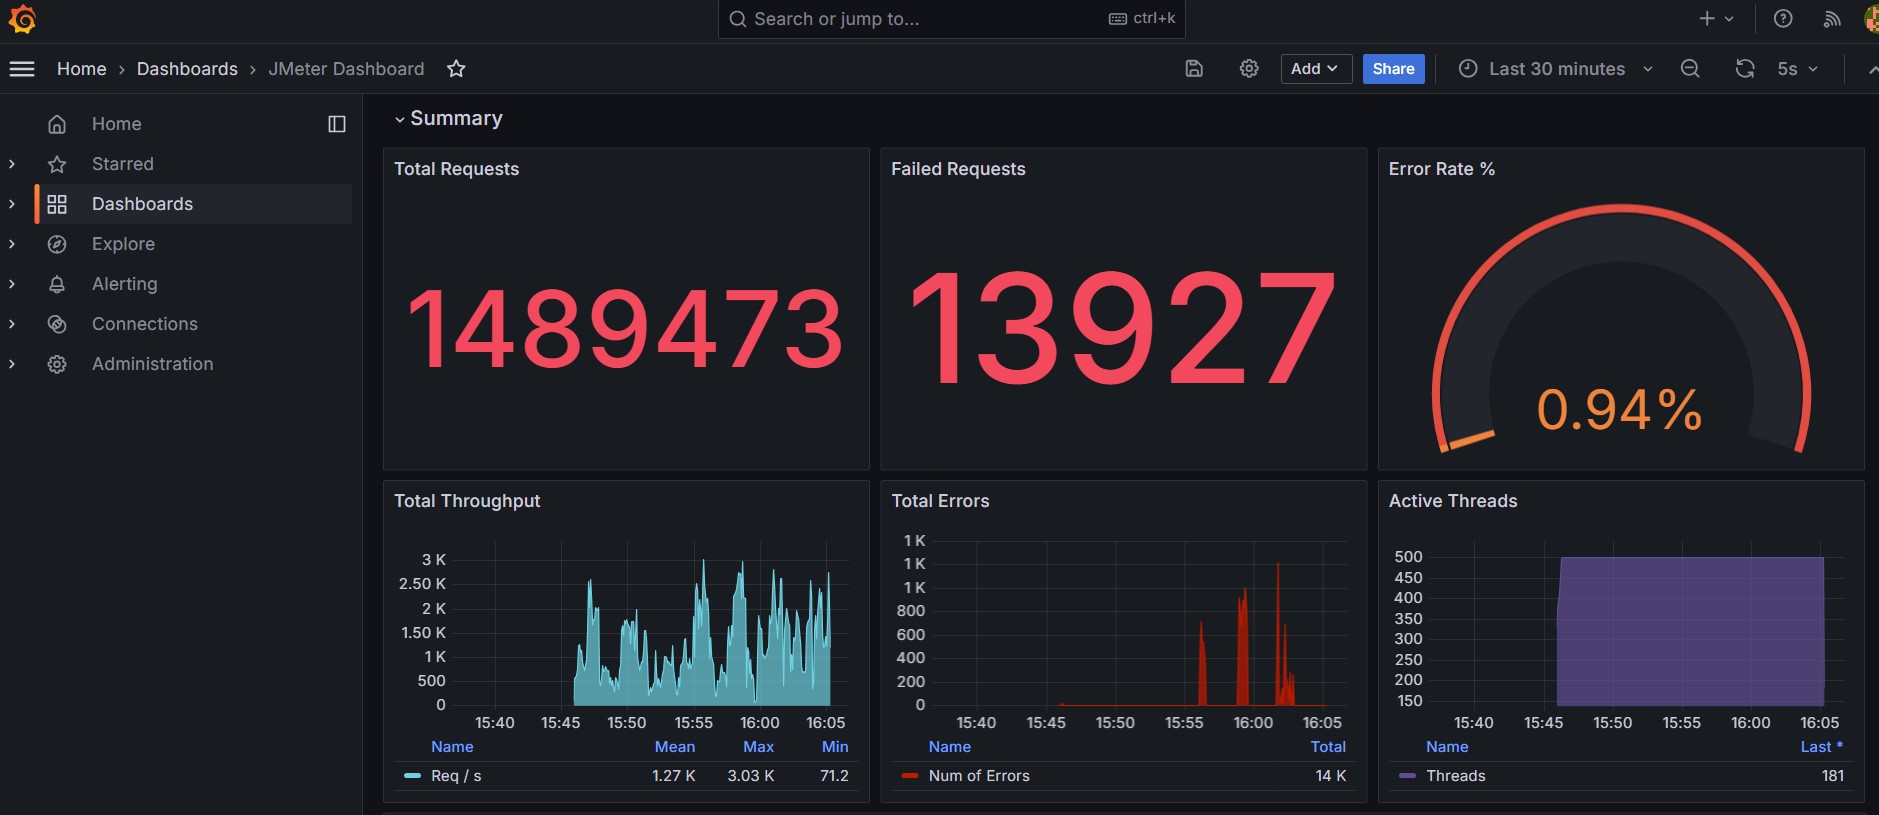 Search or jump to... ctrl+k
Home › Dashboards › JMeter Dashboard Add Share Last 30 minutes 5s
Home
Starred
Dashboards
Explore
Alerting
Connections
Administration
Summary
Total Requests
1489473
Failed Requests
13927
Error Rate %
0.94%
Total Throughput
3 K
2.50 K
2 K
1.50 K
1 K
500
0
15:40 15:45 15:50 15:55 16:00 16:05
Name Mean Max Min
Req / s 1.27 K 3.03 K 71.2
Total Errors
1 K
1 K
1 K
800
600
400
200
0
15:40 15:45 15:50 15:55 16:00 16:05
Name Total
Num of Errors 14 K
Active Threads
500
450
400
350
300
250
200
150
15:40 15:45 15:50 15:55 16:00 16:05
Name Last *
Threads 181